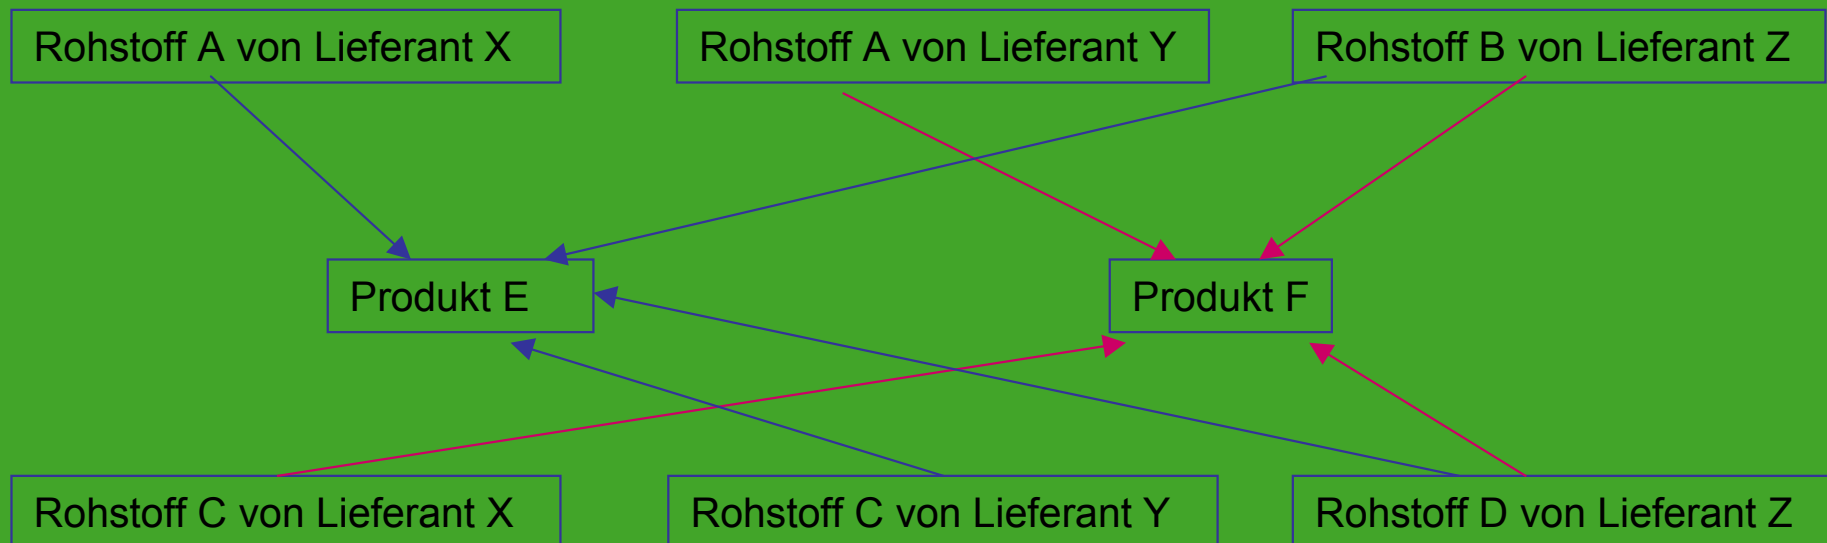 Rohstoff A von Lieferant X
Rohstoff A von Lieferant Y
Rohstoff B von Lieferant Z
Produkt E
Produkt F
Rohstoff C von Lieferant X
Rohstoff C von Lieferant Y
Rohstoff D von Lieferant Z